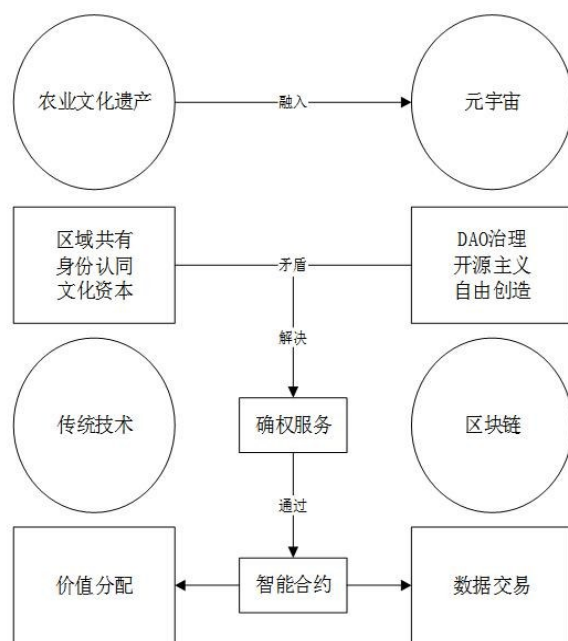 农业文化遗产
融入
元宇宙
区域共有
身份认同
文化资本
矛盾
DAO治理
开源主义
自由创造
解决
传统技术
确权服务
区块链
通过
价值分配
智能合约
数据交易